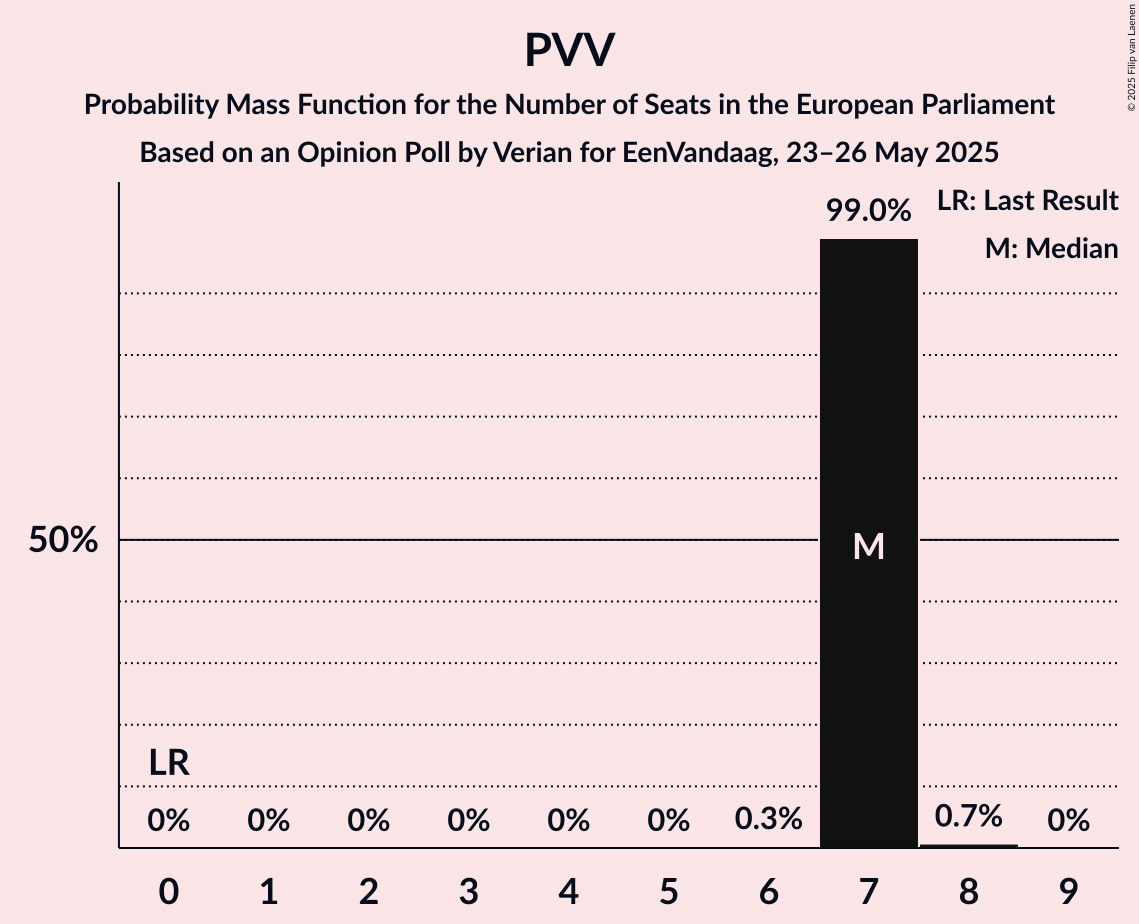 PVV
Probability Mass Function for the Number of Seats in the European Parliament
Based on an Opinion Poll by Verian for EenVandaag, 23–26 May 2025
© 2025 Filip van Laenen
LR: Last Result
M: Median
99.0%
50%
M
LR
0% 0% 0% 0% 0% 0% 0.3% 0.7% 0%
0 1 2 3 4 5 6 7 8 9